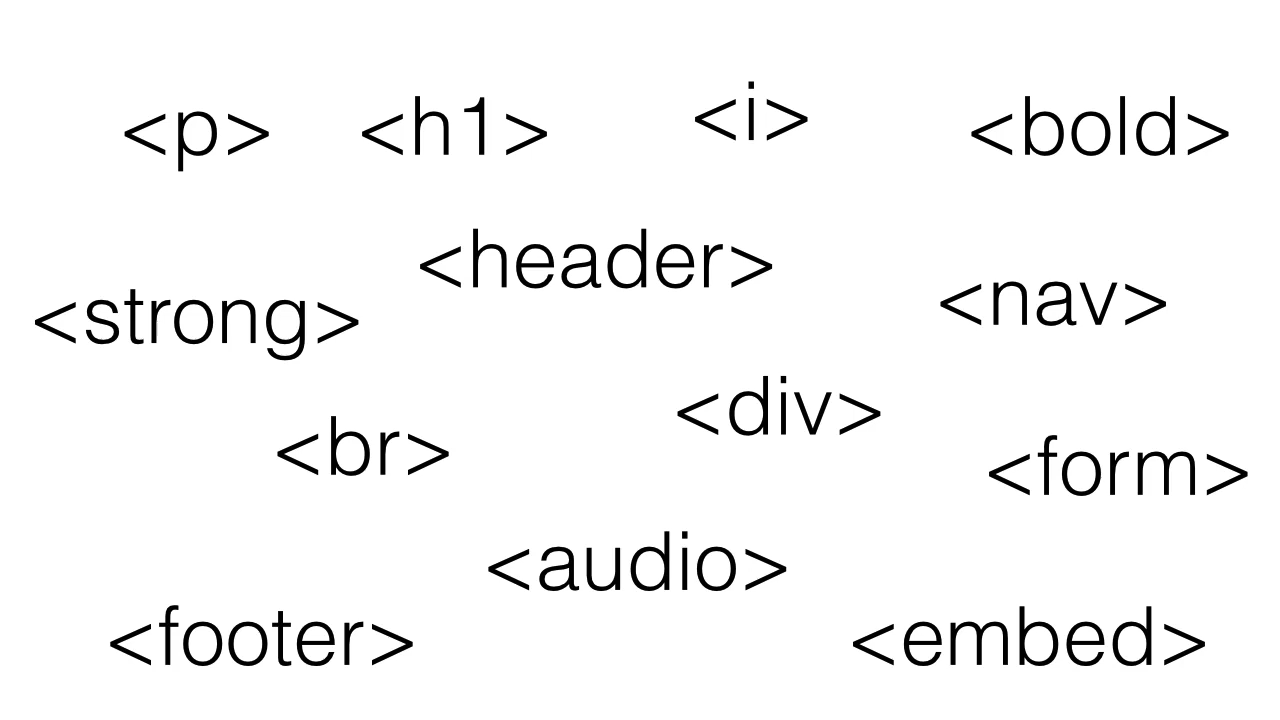 <p> <h1> <i> <bold>
<header>
<strong> <nav>
<div>
<br> <form>
<audio>
<footer> <embed>